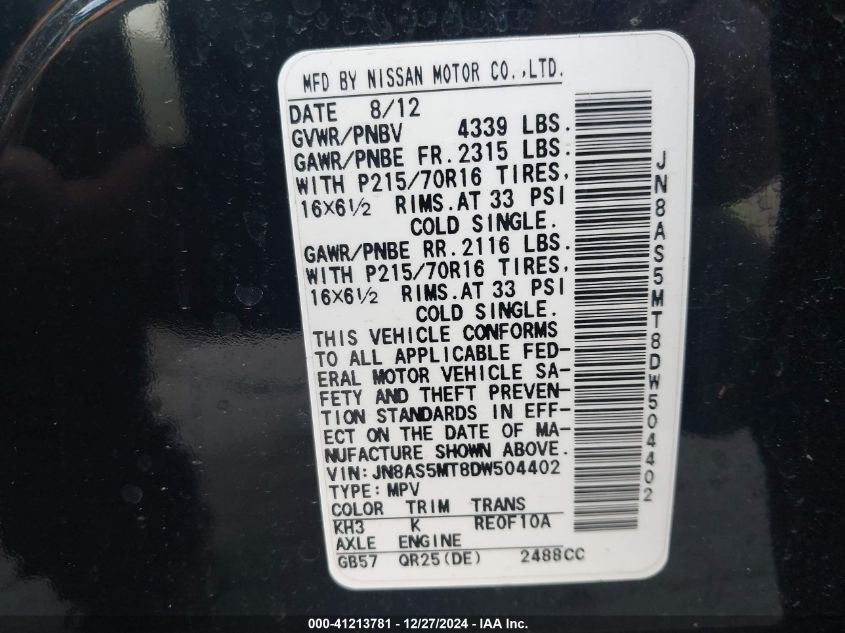 MFD BY NISSAN MOTOR CO.,LTD.
DATE 8/12
GVWR/PNBV 4339 LBS.
GAWR/PNBE FR.2315 LBS.
WITH P215/70R16 TIRES,
16X6½ RIMS.AT 33 PSI
COLD SINGLE.
GAWR/PNBE RR.2116 LBS.
WITH P215/70R16 TIRES,
16X6½ RIMS.AT 33 PSI
COLD SINGLE.
THIS VEHICLE CONFORMS
TO ALL APPLICABLE FED-
ERAL MOTOR VEHICLE SA-
FETY AND THEFT PREVEN-
TION STANDARDS IN EFF-
ECT ON THE DATE OF MA-
NUFACTURE SHOWN ABOVE.
VIN:JN8AS5MT8DW504402
TYPE:MPV
COLOR TRIM TRANS
KH3 K RE0F10A
AXLE ENGINE
GB57 QR25(DE) 2488CC
JN8AS5MT8DW504402
000-41213781 - 12/27/2024 - IAA Inc.